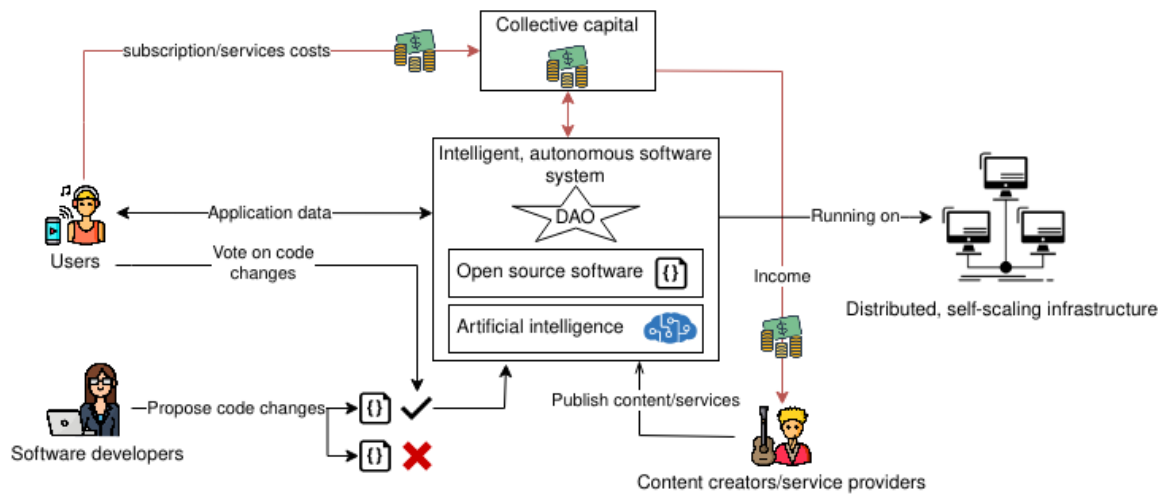 Collective capital
subscription/services costs
Intelligent, autonomous software
system
DAO
Application data
Running on
Users
Vote on code
changes
Open source software
{}
Income
Artificial intelligence
Distributed, self-scaling infrastructure
Publish content/services
Propose code changes
{}
{}
Software developers
Content creators/service providers